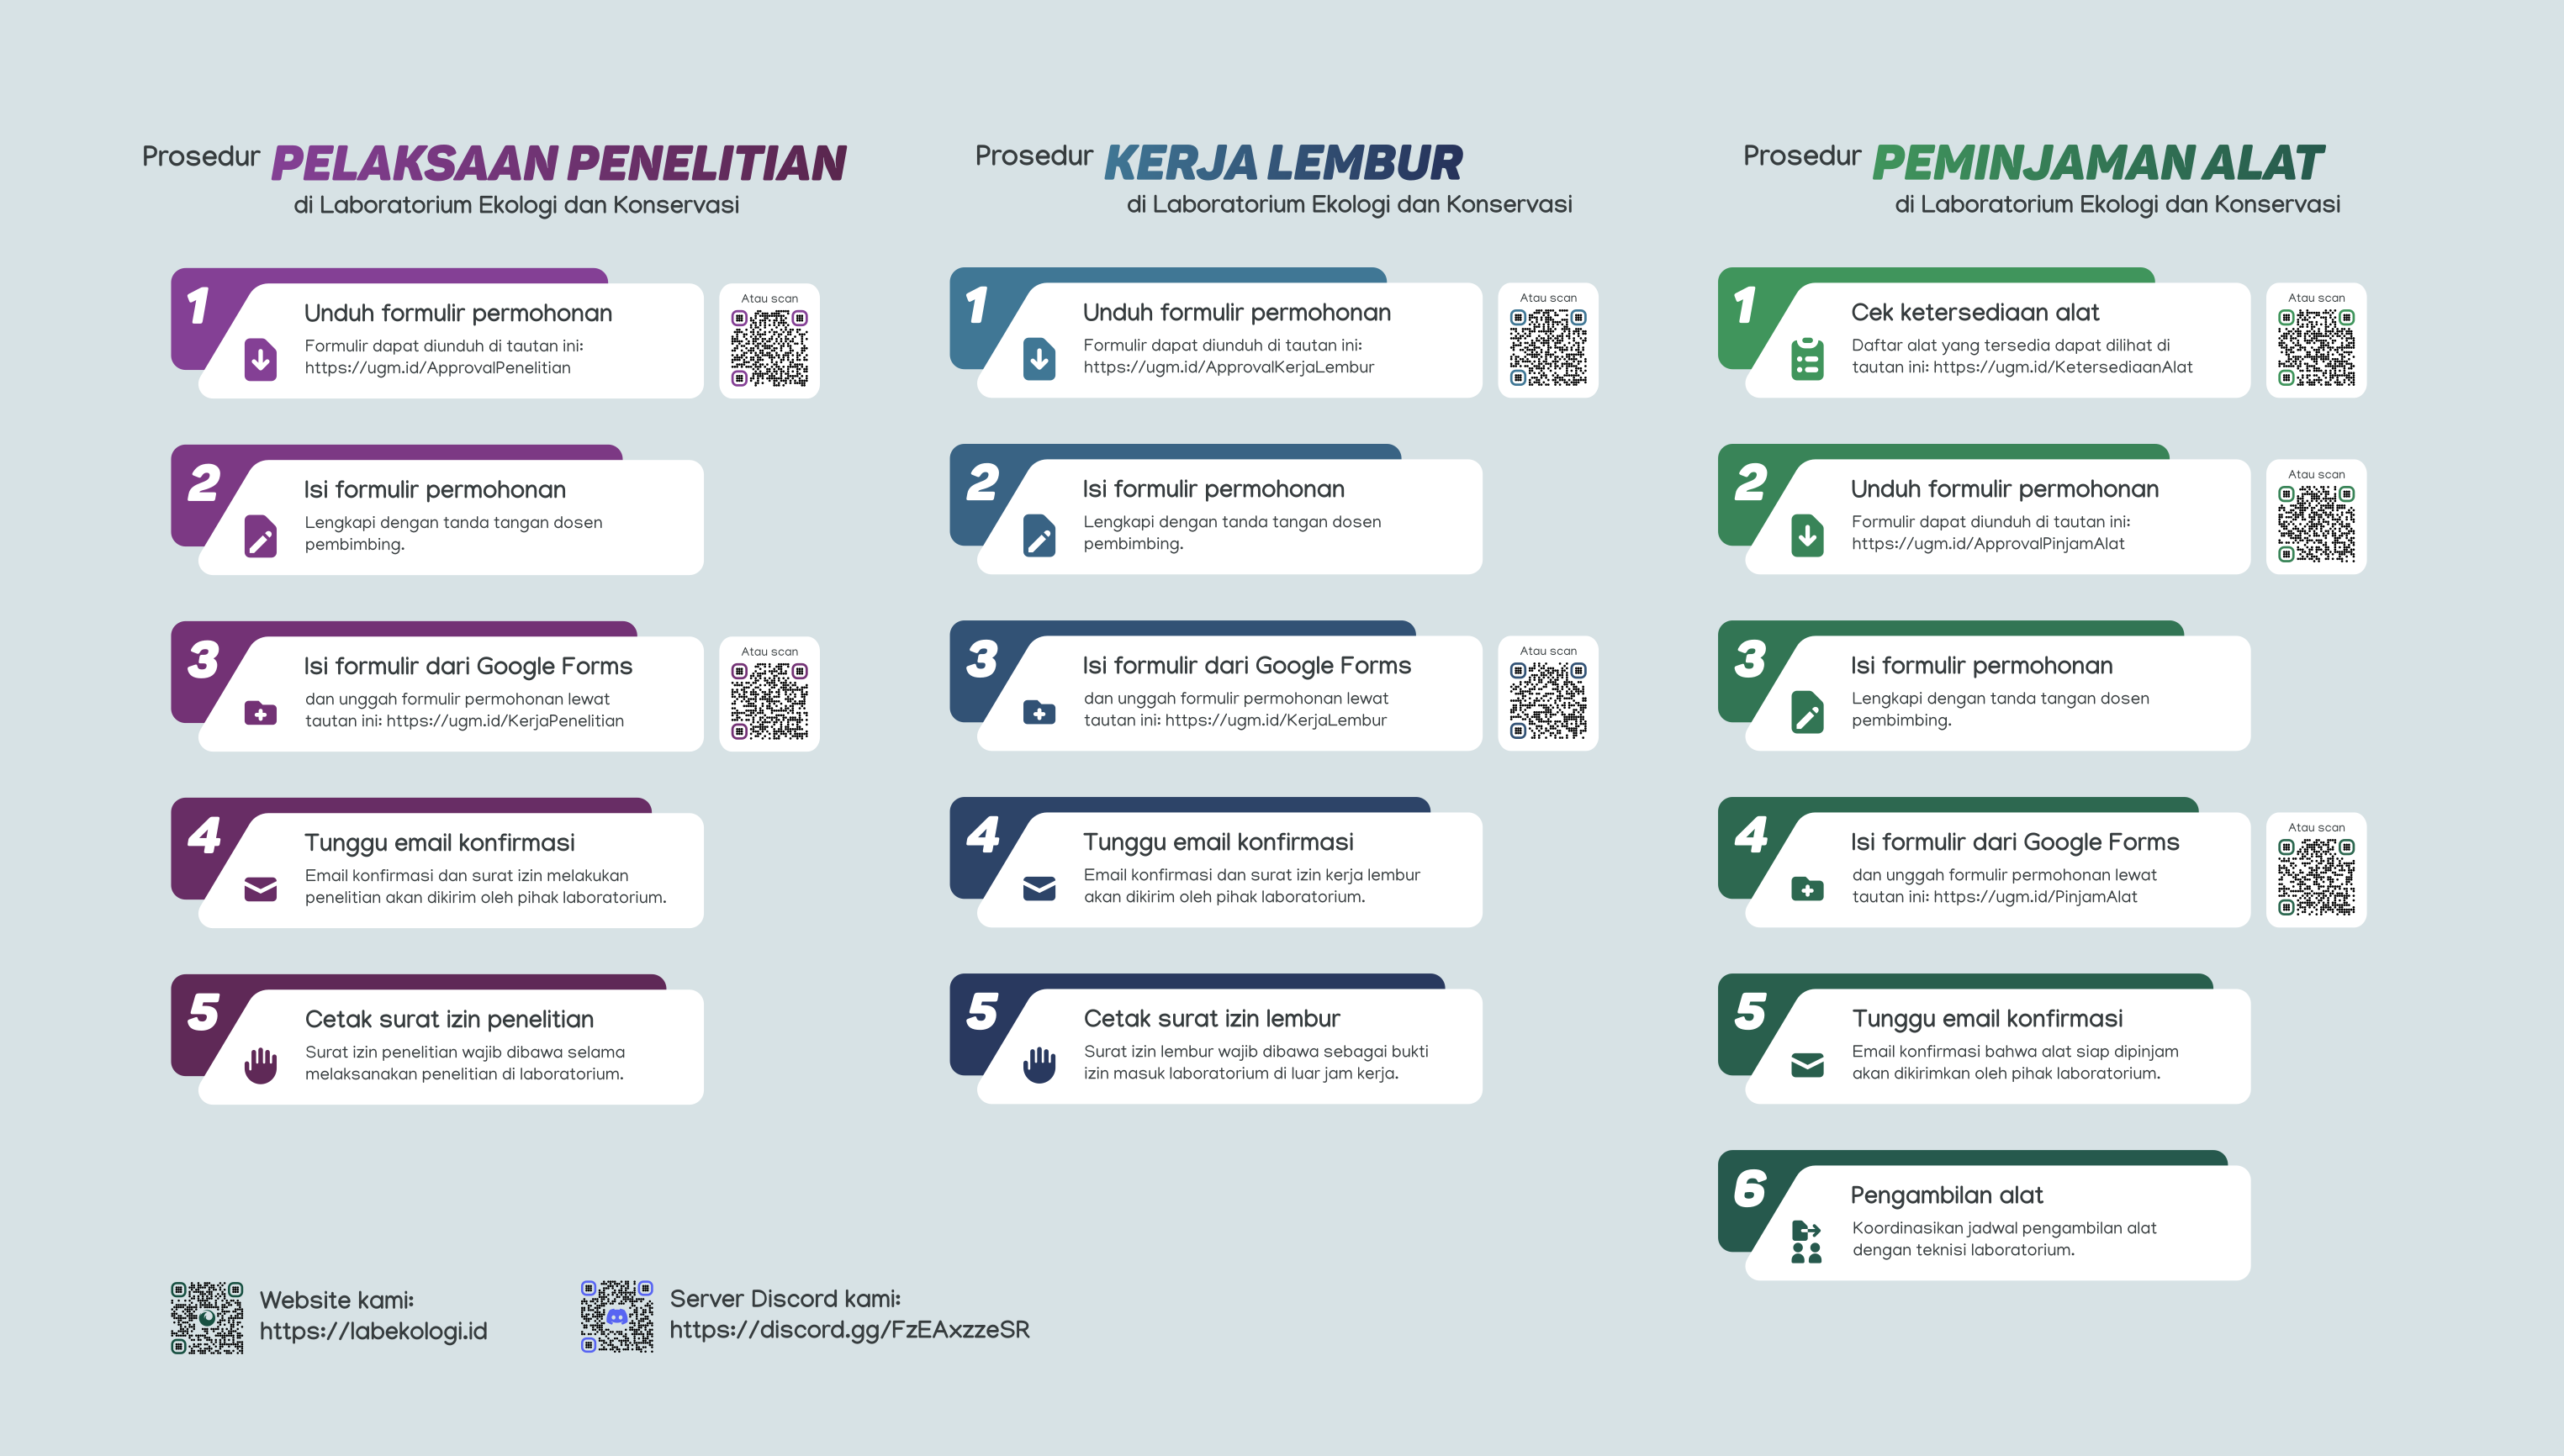 Prosedur PELAKSAAN PENELITIAN
di Laboratorium Ekologi dan Konservasi
1
Unduh formulir permohonan
Formulir dapat diunduh di tautan ini:
https://ugm.id/ApprovalPenelitian
Atau scan
2
Isi formulir permohonan
Lengkapi dengan tanda tangan dosen
pembimbing.
3
Isi formulir dari Google Forms
dan unggah formulir permohonan lewat
tautan ini: https://ugm.id/KerjaPenelitian
Atau scan
4
Tunggu email konfirmasi
Email konfirmasi dan surat izin melakukan
penelitian akan dikirim oleh pihak laboratorium.
5
Cetak surat izin penelitian
Surat izin penelitian wajib dibawa selama
melaksanakan penelitian di laboratorium.
Prosedur KERJA LEMBUR
di Laboratorium Ekologi dan Konservasi
1
Unduh formulir permohonan
Formulir dapat diunduh di tautan ini:
https://ugm.id/ApprovalKerjaLembur
Atau scan
2
Isi formulir permohonan
Lengkapi dengan tanda tangan dosen
pembimbing.
3
Isi formulir dari Google Forms
dan unggah formulir permohonan lewat
tautan ini: https://ugm.id/KerjaLembur
Atau scan
4
Tunggu email konfirmasi
Email konfirmasi dan surat izin kerja lembur
akan dikirim oleh pihak laboratorium.
5
Cetak surat izin lembur
Surat izin lembur wajib dibawa sebagai bukti
izin masuk laboratorium di luar jam kerja.
Prosedur PEMINJAMAN ALAT
di Laboratorium Ekologi dan Konservasi
1
Cek ketersediaan alat
Daftar alat yang tersedia dapat dilihat di
tautan ini: https://ugm.id/KetersediaanAlat
Atau scan
2
Unduh formulir permohonan
Formulir dapat diunduh di tautan ini:
https://ugm.id/ApprovalPinjamAlat
Atau scan
3
Isi formulir permohonan
Lengkapi dengan tanda tangan dosen
pembimbing.
4
Isi formulir dari Google Forms
dan unggah formulir permohonan lewat
tautan ini: https://ugm.id/PinjamAlat
Atau scan
5
Tunggu email konfirmasi
Email konfirmasi bahwa alat siap dipinjam
akan dikirimkan oleh pihak laboratorium.
6
Pengambilan alat
Koordinasikan jadwal pengambilan alat
dengan teknisi laboratorium.
Website kami:
https://labekologi.id
Server Discord kami:
https://discord.gg/FzEAxzzeSR